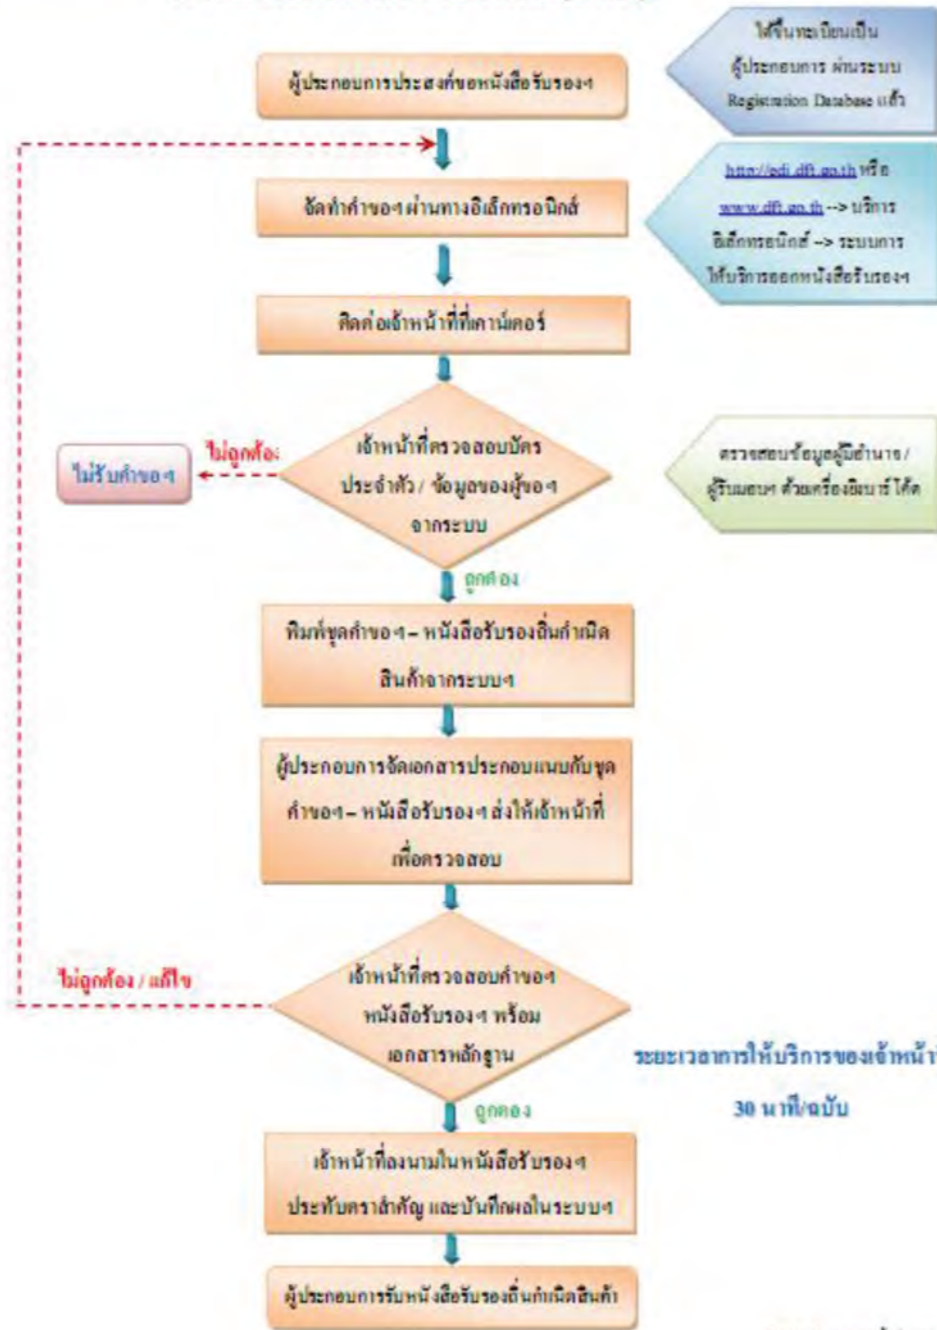 ผู้ประกอบการประสงค์ขอหนังสือรับรองฯ
ได้ขึ้นทะเบียนเป็น
ผู้ประกอบการ ผ่านระบบ
Registration Database แล้ว
จัดทำคำขอฯ ผ่านทางอิเล็กทรอนิกส์
http://edi.dft.go.th หรือ
www.dft.go.th --> บริการ
อิเล็กทรอนิกส์ --> ระบบการ
ให้บริการออกหนังสือรับรองฯ
ติดต่อเจ้าหน้าที่ที่เคาน์เตอร์
เจ้าหน้าที่ตรวจสอบบัตร
ประจำตัว / ข้อมูลของผู้ขอฯ
จากระบบ
ไม่ถูกต้อง
ไม่รับคำขอฯ
ตรวจสอบข้อมูลผู้มีอำนาจ /
ผู้รับมอบฯ ด้วยเครื่องยิงบาร์โค้ด
ถูกต้อง
พิมพ์ชุดคำขอฯ – หนังสือรับรองถิ่นกำเนิด
สินค้าจากระบบฯ
ผู้ประกอบการจัดเอกสารประกอบแนบกับชุด
คำขอฯ – หนังสือรับรองฯ ส่งให้เจ้าหน้าที่
เพื่อตรวจสอบ
เจ้าหน้าที่ตรวจสอบคำขอฯ
หนังสือรับรองฯ พร้อม
เอกสารหลักฐาน
ไม่ถูกต้อง / แก้ไข
ระยะเวลาการให้บริการของเจ้าหน้าที่
30 นาที/ฉบับ
ถูกต้อง
เจ้าหน้าที่ลงนามในหนังสือรับรองฯ
ประทับตราสำคัญ และบันทึกผลในระบบฯ
ผู้ประกอบการรับหนังสือรับรองถิ่นกำเนิดสินค้า